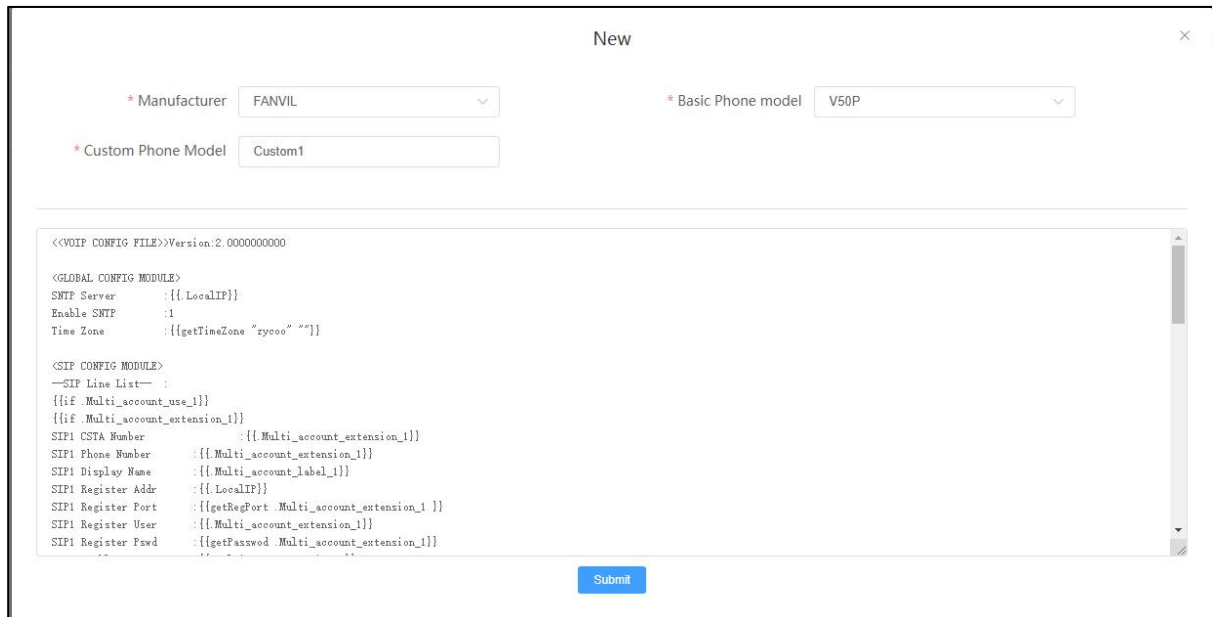 New
* Manufacturer FANVIL
* Basic Phone model V50P
* Custom Phone Model Custom1
<<VOIP CONFIG FILE>>Version:2.0000000000
<GLOBAL CONFIG MODULE>
SNTP Server :{{.LocalIP}}
Enable SNTP :1
Time Zone :{{getTimeZone "zycoo" ""}}
<SIP CONFIG MODULE>
—SIP Line List— :
{{if .Multi_account_use_1}}
{{if .Multi_account_extension_1}}
SIP1 CSTA Number :{{.Multi_account_extension_1}}
SIP1 Phone Number :{{.Multi_account_extension_1}}
SIP1 Display Name :{{.Multi_account_label_1}}
SIP1 Register Addr :{{.LocalIP}}
SIP1 Register Port :{{getRegPort .Multi_account_extension_1 }}
SIP1 Register User :{{.Multi_account_extension_1}}
SIP1 Register Pswd :{{getPasswod .Multi_account_extension_1}}
Submit